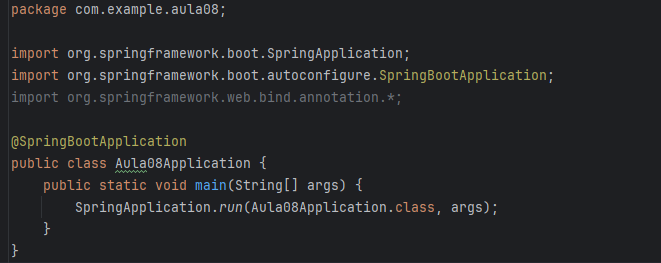 package com.example.aula08;
import org.springframework.boot.SpringApplication;
import org.springframework.boot.autoconfigure.SpringBootApplication;
import org.springframework.web.bind.annotation.*;
@SpringBootApplication
public class Aula08Application {
    public static void main(String[] args) {
        SpringApplication.run(Aula08Application.class, args);
    }
}